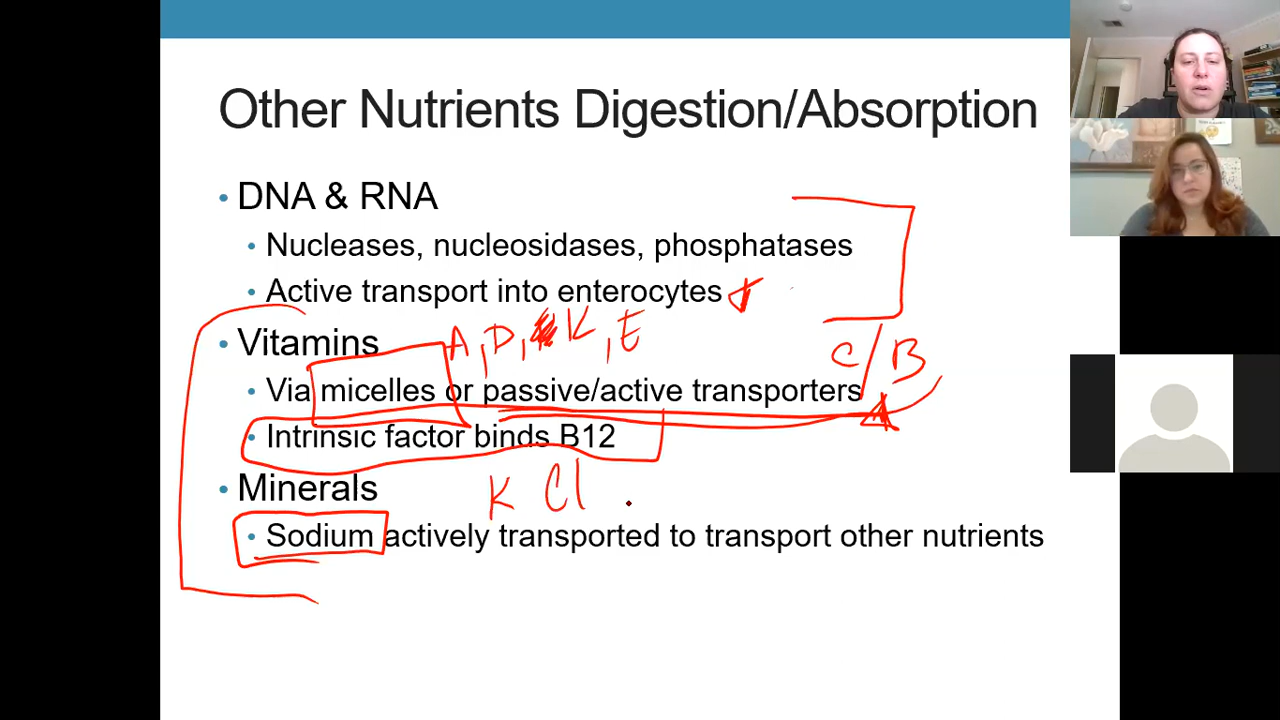 Other Nutrients Digestion/Absorption
• DNA & RNA
• Nucleases, nucleosidases, phosphatases
• Active transport into enterocytes
• Vitamins
A, D, K, E
C/B
• Via micelles or passive/active transporters
• Intrinsic factor binds B12
• Minerals
K Cl
• Sodium actively transported to transport other nutrients